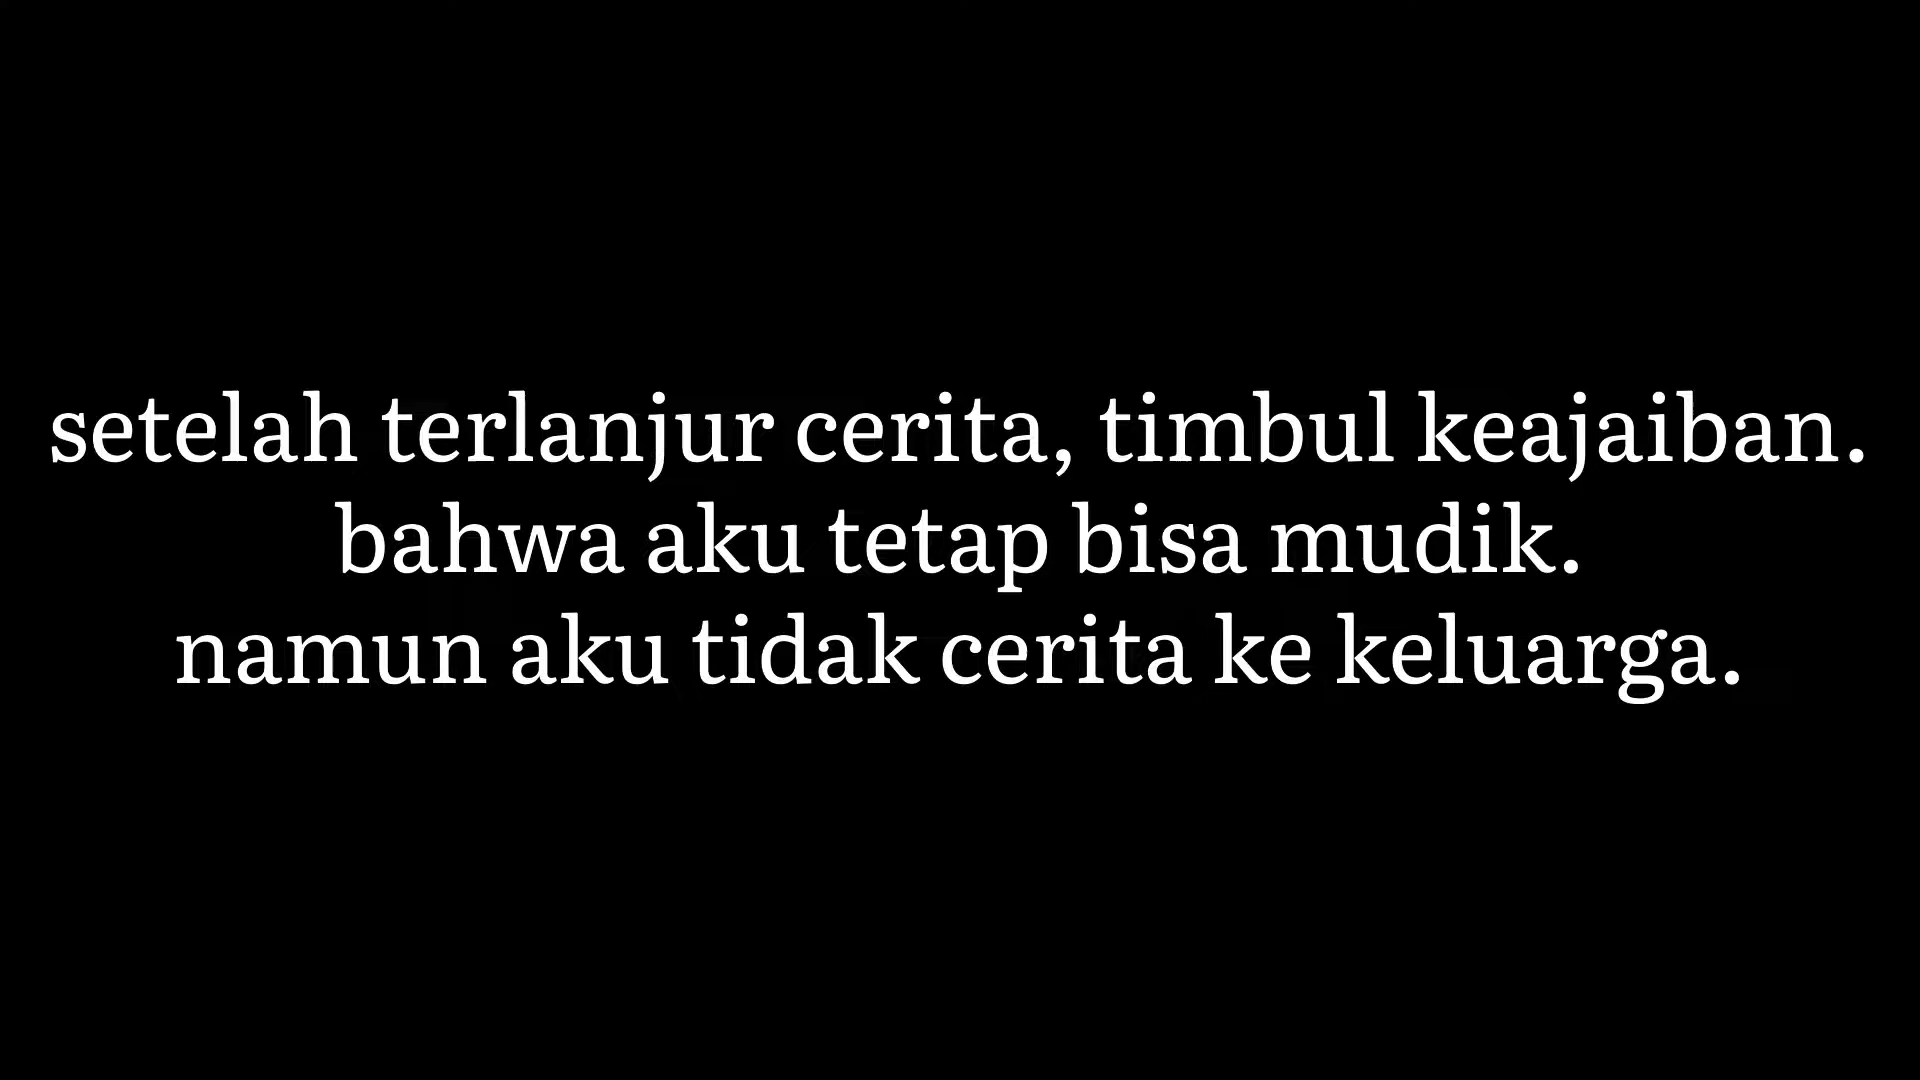 setelah terlanjur cerita, timbul keajaiban.
bahwa aku tetap bisa mudik.
namun aku tidak cerita ke keluarga.